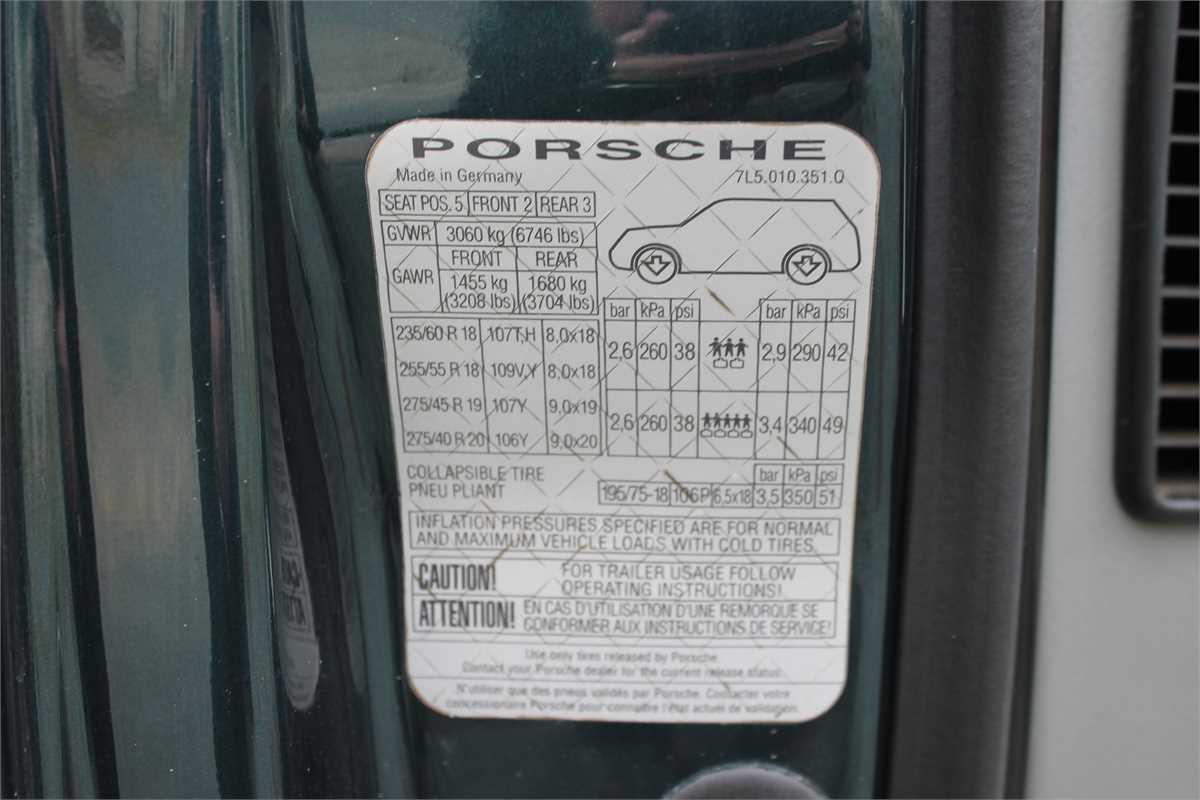 PORSCHE
Made in Germany 7L5.010.351.Q
SEAT POS. 5 FRONT 2 REAR 3
GVWR 3060 kg (6746 lbs)
GAWR FRONT REAR
1455 kg 1680 kg
(3208 lbs) (3704 lbs)
bar kPa psi bar kPa psi
235/60 R 18 107T,H 8,0x18
2,6 260 38 2,9 290 42
255/55 R 18 109V,Y 8,0x18
275/45 R 19 107Y 9,0x19
2,6 260 38 3,4 340 49
275/40 R 20 106Y 9,0x20
COLLAPSIBLE TIRE bar kPa psi
PNEU PLIANT 195/75-18 106P 6,5x18 3,5 350 51
INFLATION PRESSURES SPECIFIED ARE FOR NORMAL
AND MAXIMUM VEHICLE LOADS WITH COLD TIRES
CAUTION! FOR TRAILER USAGE FOLLOW
OPERATING INSTRUCTIONS!
ATTENTION! EN CAS D'UTILISATION D'UNE REMORQUE SE
CONFORMER AUX INSTRUCTIONS DE SERVICE!
Use only tires released by Porsche.
Contact your Porsche dealer for the current release status.
N'utiliser que des pneus validés par Porsche. Contacter votre
concessionaire Porsche pour connaître l'état actuel de validation.